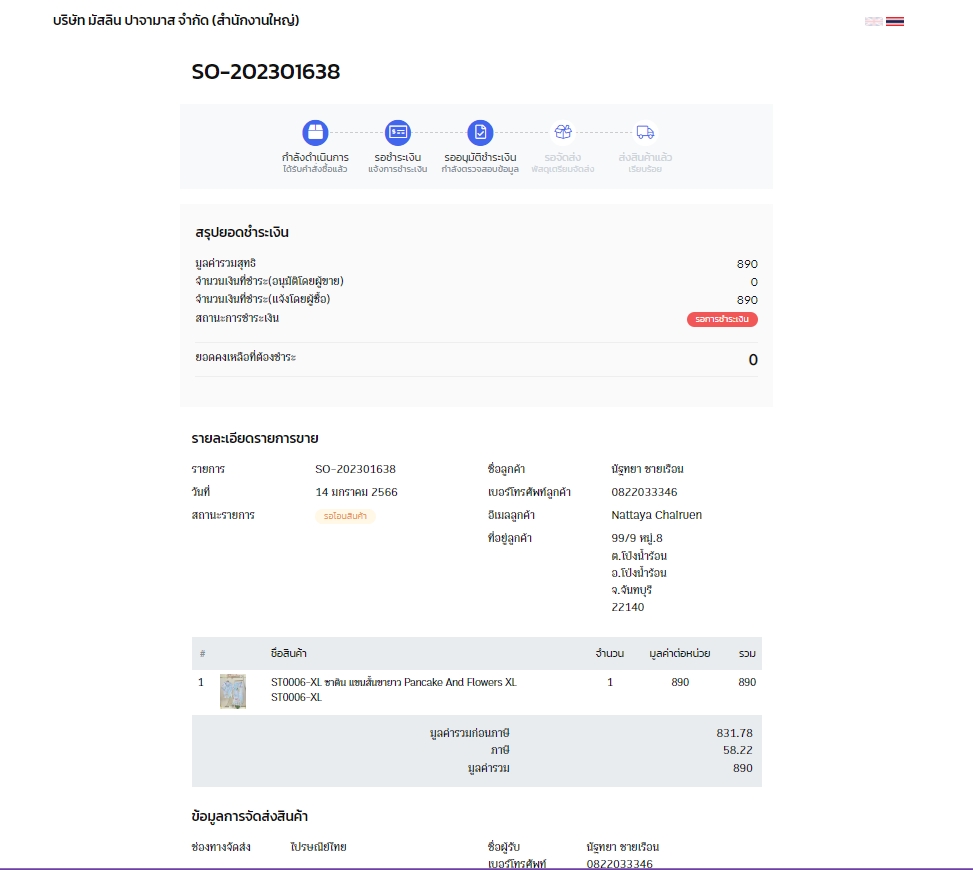 บริษัท มัสลิน ปาจามาส จำกัด (สำนักงานใหญ่)
SO-202301638
กำลังดำเนินการ รอชำระเงิน รออนุมัติชำระเงิน รอจัดส่ง ส่งสินค้าแล้ว
ได้รับคำสั่งซื้อแล้ว แจ้งการชำระเงิน กำลังตรวจสอบข้อมูล พัสดุเตรียมจัดส่ง เรียบร้อย
สรุปยอดชำระเงิน
มูลค่ารวมสุทธิ 890
จำนวนเงินที่ชำระ(อนุมัติโดยผู้ขาย) 0
จำนวนเงินที่ชำระ(แจ้งโดยผู้ซื้อ) 890
สถานะการชำระเงิน รอการชำระเงิน
ยอดคงเหลือที่ต้องชำระ 0
รายละเอียดรายการขาย
รายการ SO-202301638 ชื่อลูกค้า นัฐทยา ชายเรือน
วันที่ 14 มกราคม 2566 เบอร์โทรศัพท์ลูกค้า 0822033346
สถานะรายการ รอโอนสินค้า อีเมลลูกค้า Nattaya Chalruen
ที่อยู่ลูกค้า 99/9 หมู่.8
ต.โป่งน้ำร้อน
อ.โป่งน้ำร้อน
จ.จันทบุรี
22140
# ชื่อสินค้า จำนวน มูลค่าต่อหน่วย รวม
1 ST0006-XL ซาติน แขนสั้นขายาว Pancake And Flowers XL 1 890 890
ST0006-XL
มูลค่ารวมก่อนภาษี 831.78
ภาษี 58.22
มูลค่ารวม 890
ข้อมูลการจัดส่งสินค้า
ช่องทางจัดส่ง ไปรษณีย์ไทย ชื่อผู้รับ นัฐทยา ชายเรือน
เบอร์โทรศัพท์ 0822033346